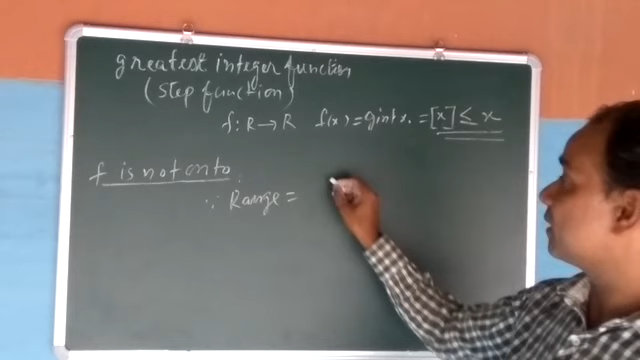 greatest integer function
(step function)
f: R → R f(x) = gint x. = [x] ≤ x
f is not onto.
∵ Range =